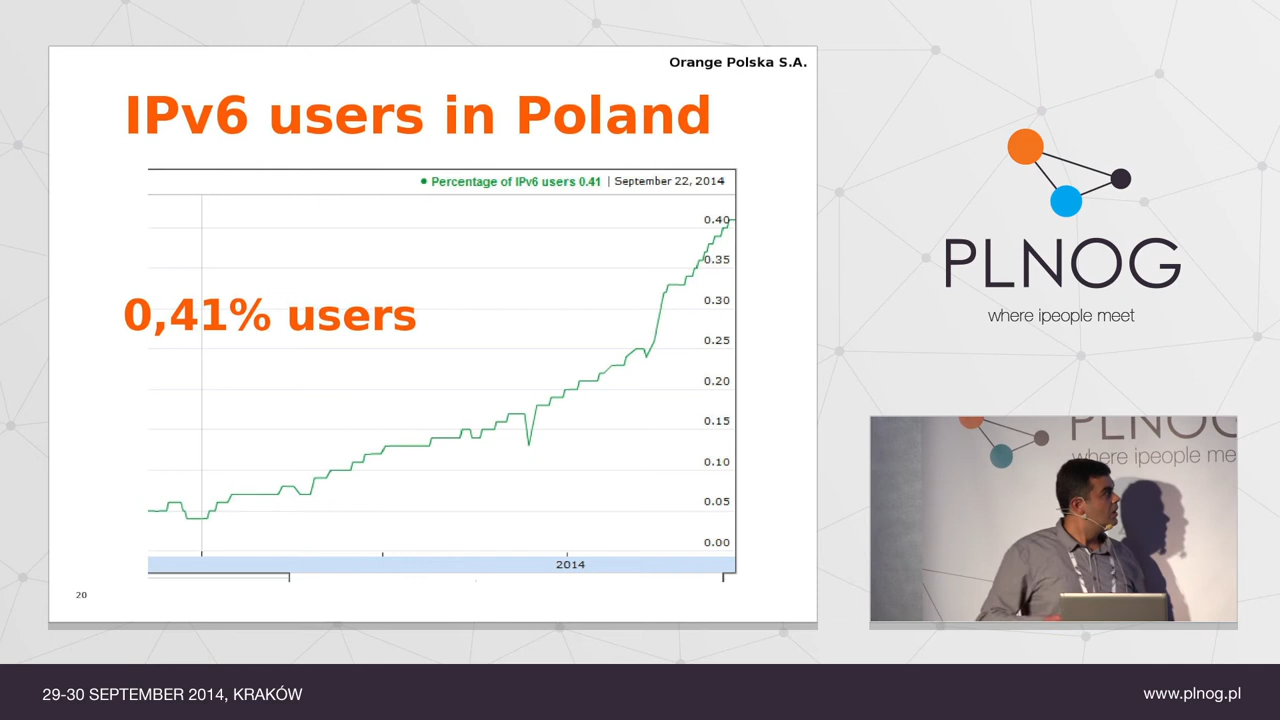 Orange Polska S.A.
IPv6 users in Poland
Percentage of IPv6 users 0.41 | September 22, 2014
0.40
0.35
0.30
0,41% users
0.25
0.20
0.15
0.10
0.05
0.00
2014
20
PLNOG
where ipeople meet
PLNOG
where ipeople me
29-30 SEPTEMBER 2014, KRAKÓW
www.plnog.pl